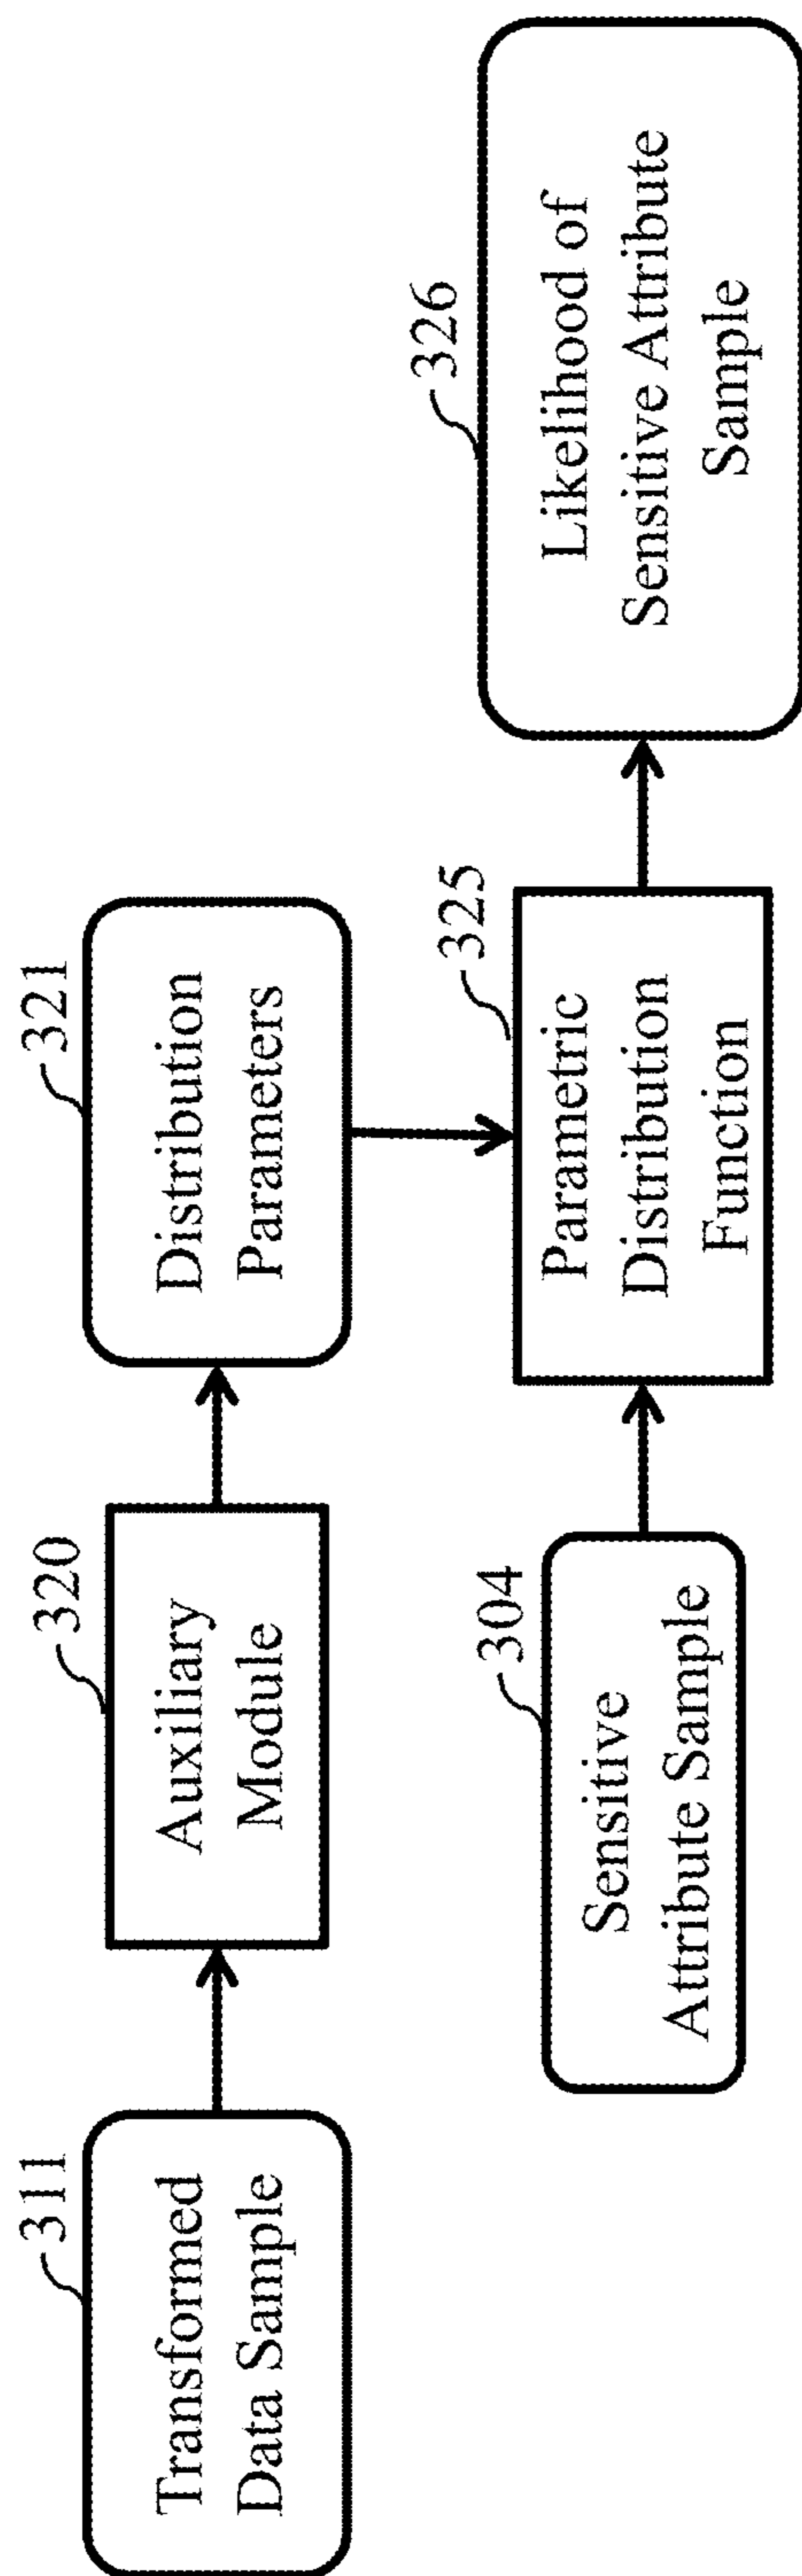 311
Transformed
Data Sample
320
Auxiliary
Module
321
Distribution
Parameters
304
Sensitive
Attribute Sample
325
Parametric
Distribution
Function
326
Likelihood of
Sensitive Attribute
Sample